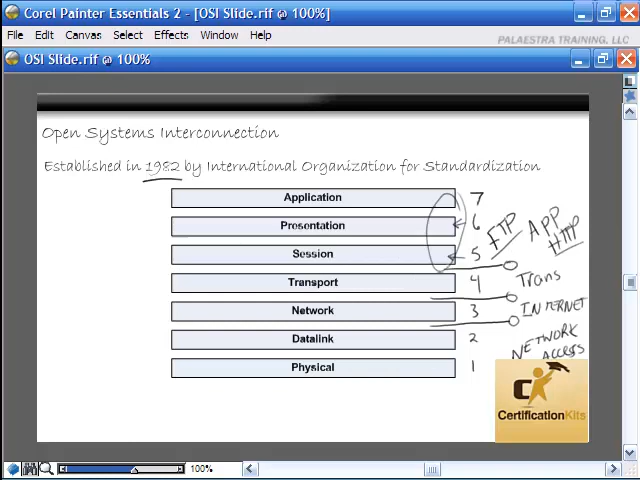 Corel Painter Essentials 2 - [OSI Slide.rif @ 100%]
File Edit Canvas Select Effects Window Help
PALAESTRA TRAINING, LLC
OSI Slide.rif @ 100%
Open Systems Interconnection
Established in 1982 by International Organization for Standardization
Application 7
Presentation 6 FTP APP
HTTP
Session 5
Transport 4 Trans
Network 3 INTERNET
Datalink 2 NETWORK
ACCESS
Physical 1
CertificationKits
100%